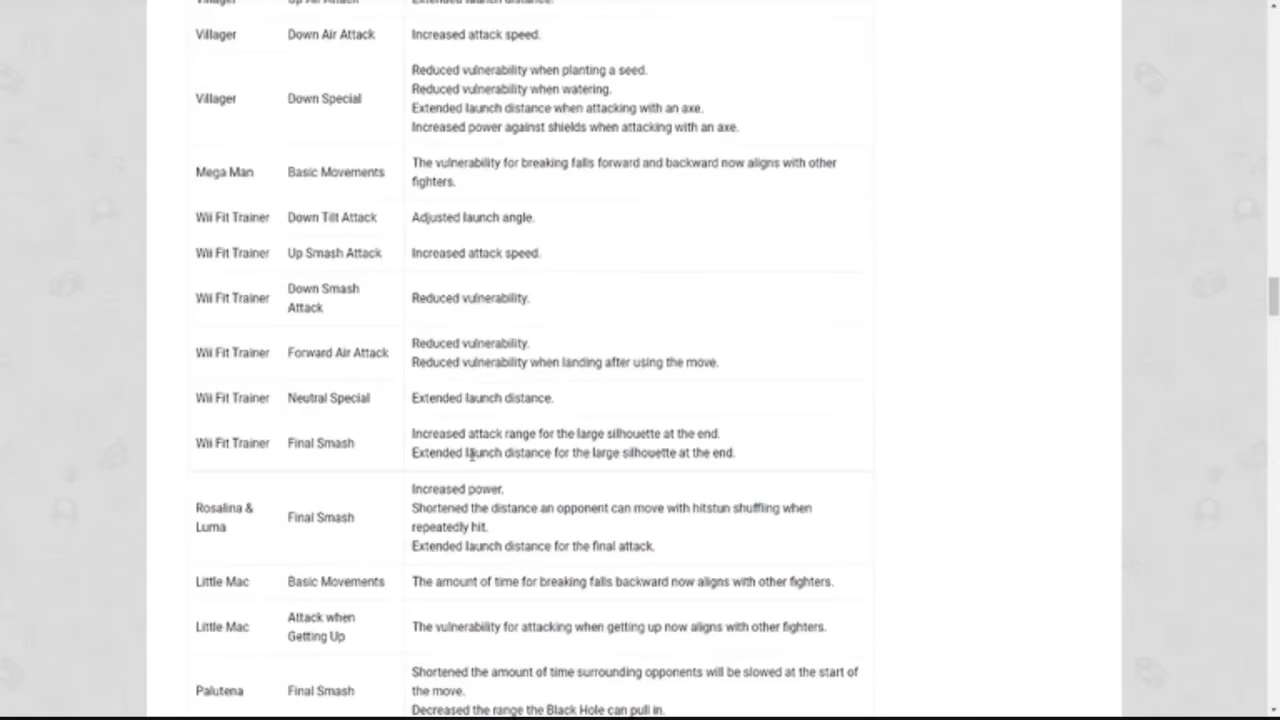 Villager Up Air Attack Extended launch distance.
Villager Down Air Attack Increased attack speed.
Reduced vulnerability when planting a seed.
Reduced vulnerability when watering.
Villager Down Special
Extended launch distance when attacking with an axe.
Increased power against shields when attacking with an axe.
The vulnerability for breaking falls forward and backward now aligns with other
Mega Man Basic Movements
fighters.
Wii Fit Trainer Down Tilt Attack Adjusted launch angle.
Wii Fit Trainer Up Smash Attack Increased attack speed.
Down Smash
Wii Fit Trainer Reduced vulnerability.
Attack
Reduced vulnerability.
Wii Fit Trainer Forward Air Attack
Reduced vulnerability when landing after using the move.
Wii Fit Trainer Neutral Special Extended launch distance.
Increased attack range for the large silhouette at the end.
Wii Fit Trainer Final Smash
Extended launch distance for the large silhouette at the end.
Increased power.
Rosalina & Shortened the distance an opponent can move with hitstun shuffling when
Final Smash
Luma repeatedly hit.
Extended launch distance for the final attack.
Little Mac Basic Movements The amount of time for breaking falls backward now aligns with other fighters.
Attack when
Little Mac The vulnerability for attacking when getting up now aligns with other fighters.
Getting Up
Shortened the amount of time surrounding opponents will be slowed at the start of
Palutena Final Smash the move.
Decreased the range the Black Hole can pull in.